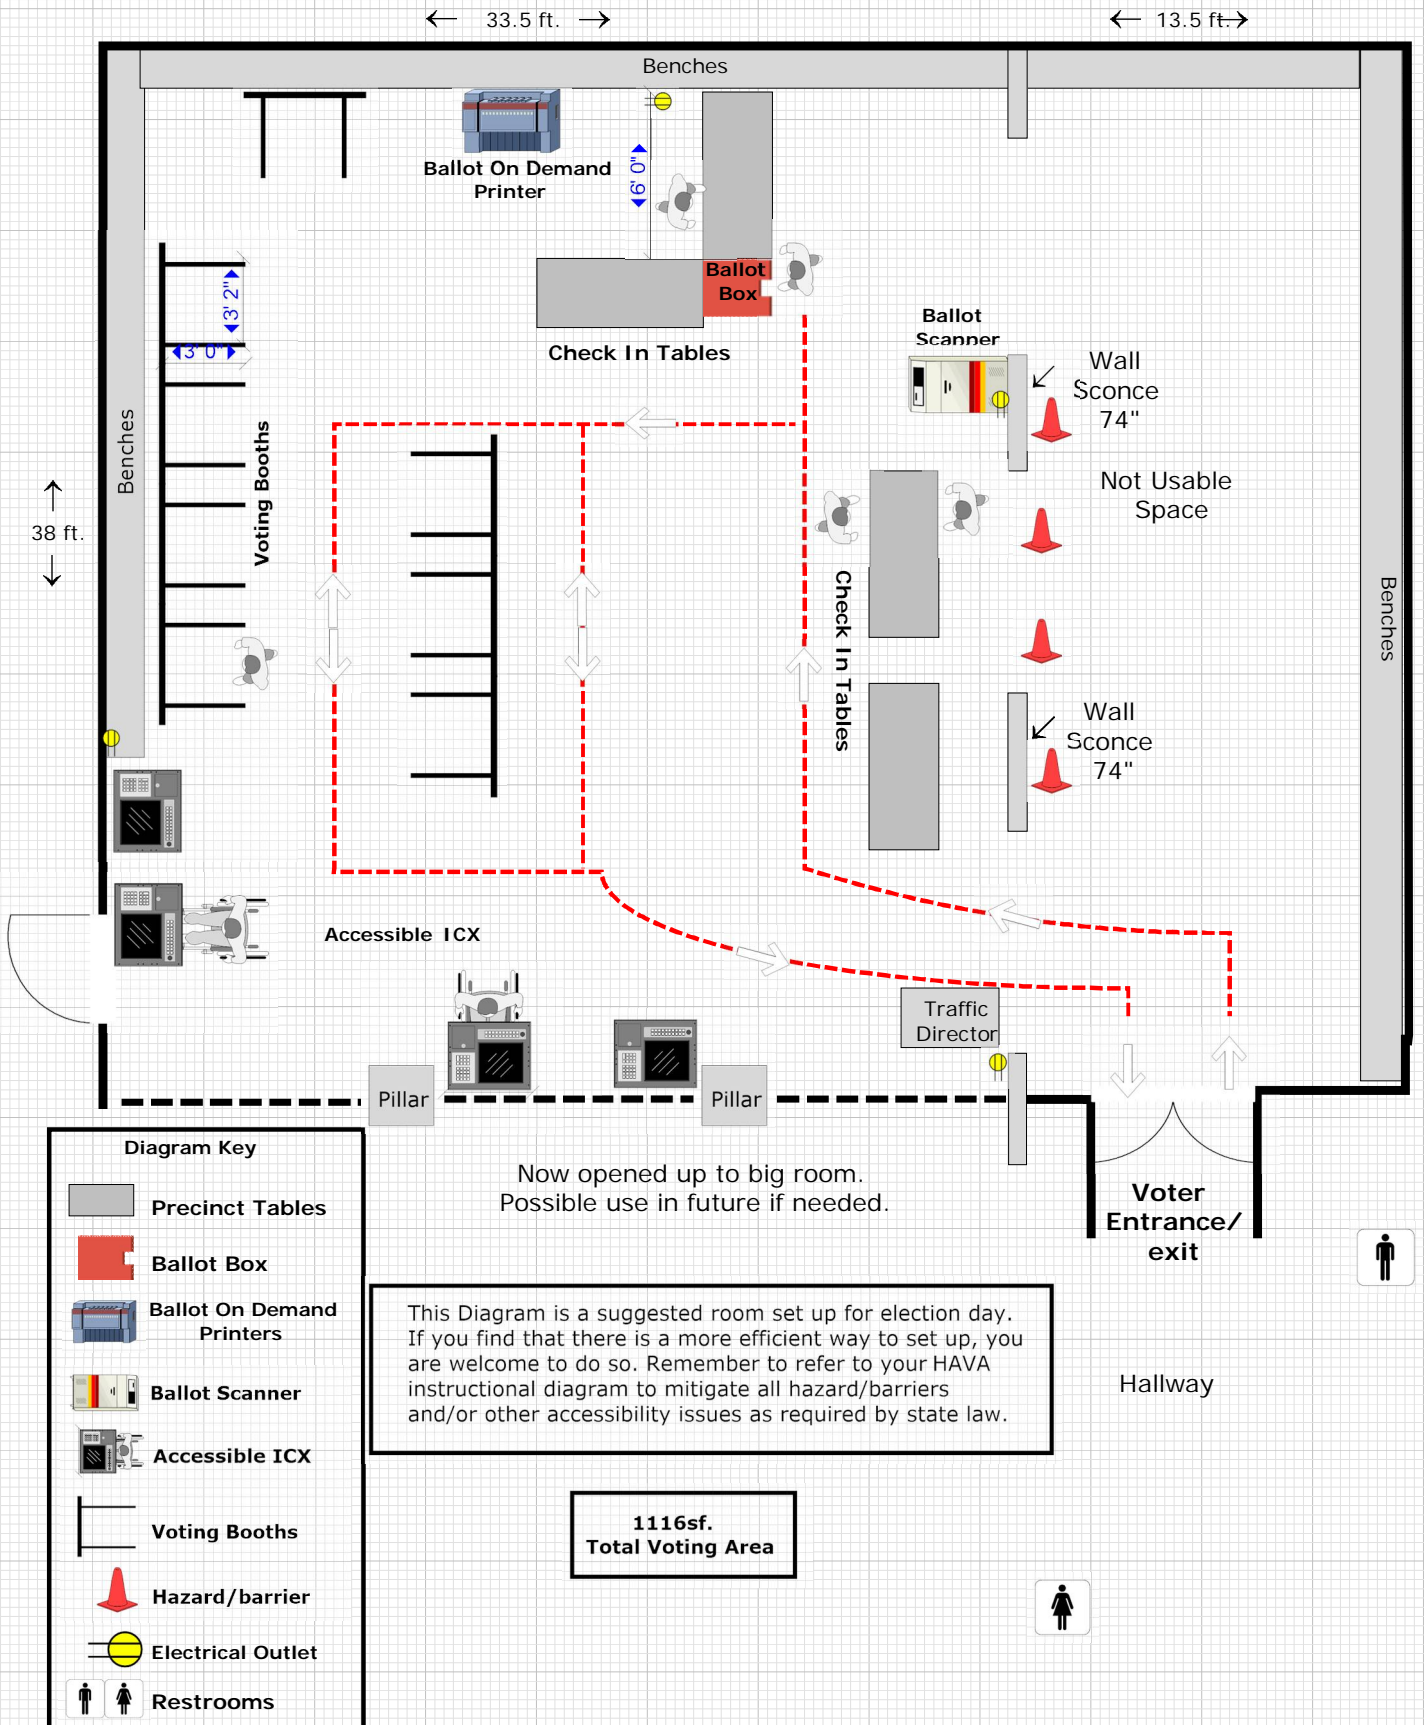 33.5 ft.
13.5 ft.
Benches
Ballot On Demand
Printer
6' 0"
Ballot
Box
3' 2"
3' 0"
Check In Tables
Ballot
Scanner
Wall
Sconce
74"
Benches
Voting Booths
Not Usable
Space
38 ft.
Check In Tables
Benches
Wall
Sconce
74"
Accessible ICX
Traffic
Director
Pillar
Pillar
Now opened up to big room.
Possible use in future if needed.
Voter
Entrance/
exit
Diagram Key
Precinct Tables
Ballot Box
Ballot On Demand
Printers
Ballot Scanner
Accessible ICX
Voting Booths
Hazard/barrier
Electrical Outlet
Restrooms
This Diagram is a suggested room set up for election day.
If you find that there is a more efficient way to set up, you
are welcome to do so. Remember to refer to your HAVA
instructional diagram to mitigate all hazard/barriers
and/or other accessibility issues as required by state law.
Hallway
1116sf.
Total Voting Area